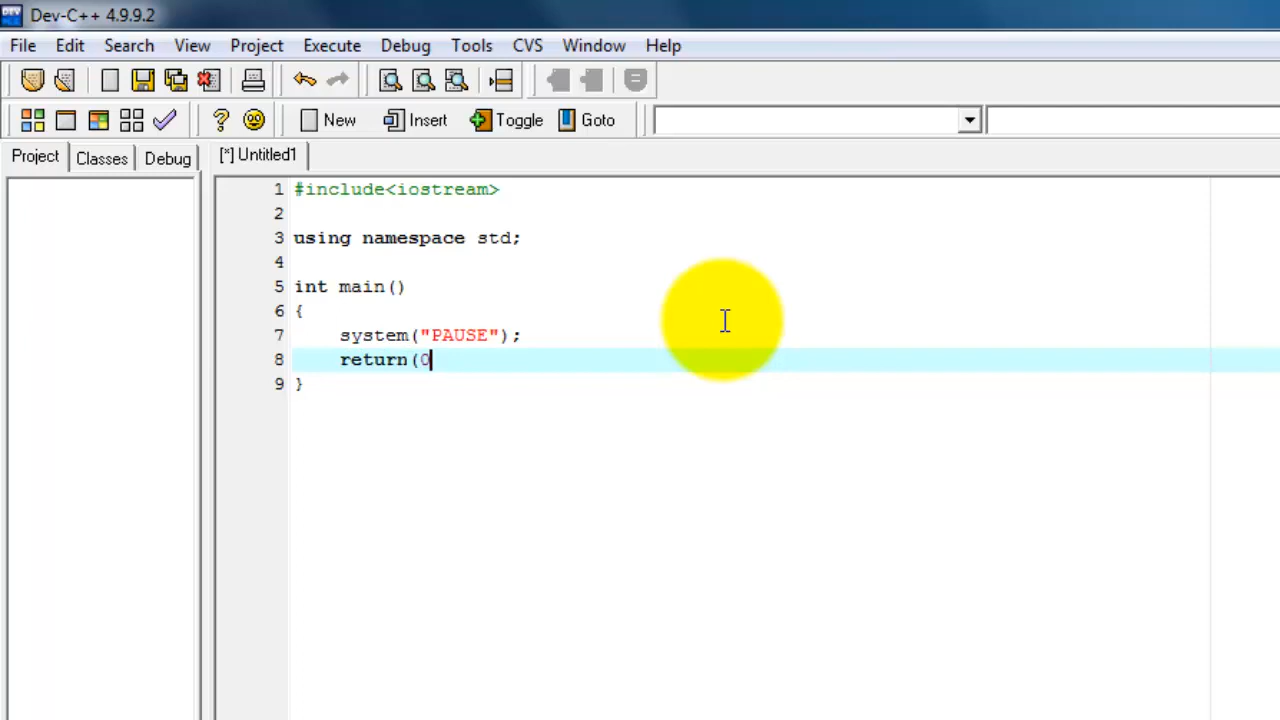 Dev-C++ 4.9.9.2
File Edit Search View Project Execute Debug Tools CVS Window Help
New Insert Toggle Goto
Project Classes Debug [*] Untitled1
1 #include<iostream>
2
3 using namespace std;
4
5 int main()
6 {
7 system("PAUSE");
8 return(0
9 }